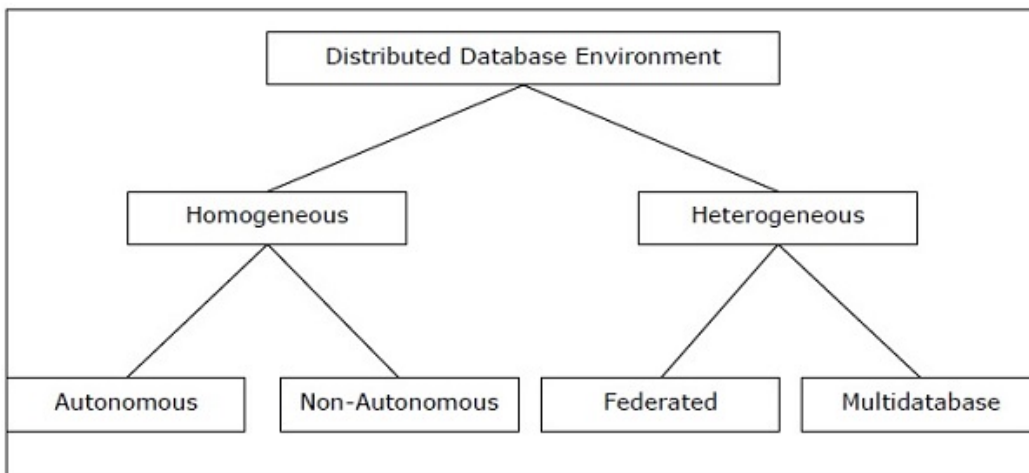 Distributed Database Environment
Homogeneous
Heterogeneous
Autonomous
Non-Autonomous
Federated
Multidatabase